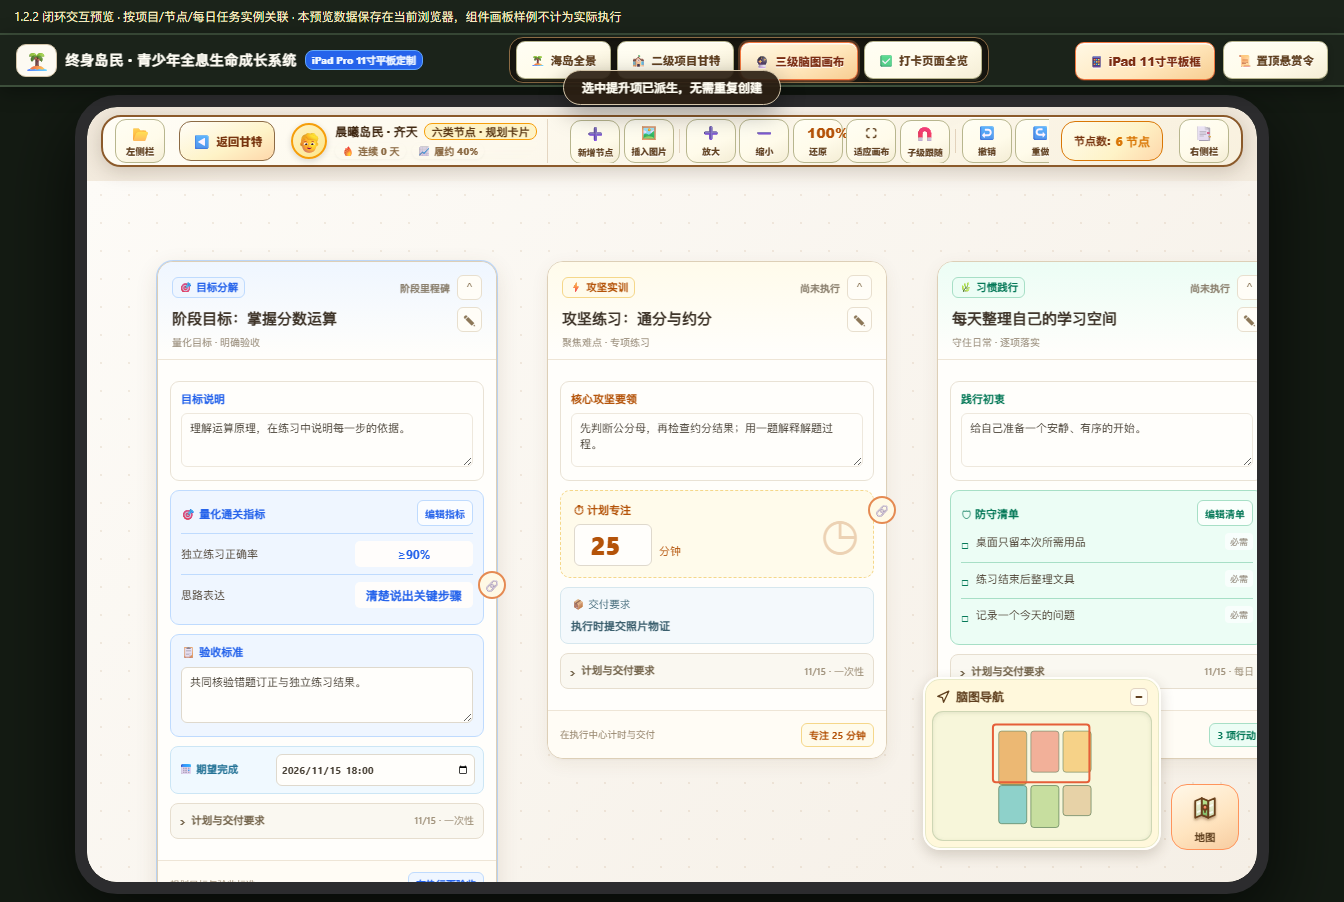 1.2.2 闭环交互预览 · 按项目/节点/每日任务实例关联 · 本预览数据保存在当前浏览器，组件画板样例不计为实际执行
终身岛民 · 青少年全息生命成长系统
iPad Pro 11寸平板定制
海岛全景
二级项目甘特
三级脑图画布
打卡页面全览
iPad 11寸平板框
置顶悬赏令
选中提升项已派生，无需重复创建
左侧栏
返回甘特
晨曦岛民 · 齐天
六类节点 · 规划卡片
连续 0 天
履约 40%
新增节点
插入图片
放大
缩小
100%
还原
适应画布
子级跟随
撤销
重做
节点数: 6 节点
右侧栏
目标分解
阶段里程碑
^
阶段目标：掌握分数运算
量化目标 · 明确验收
目标说明
理解运算原理，在练习中说明每一步的依据。
量化通关指标
编辑指标
独立练习正确率
≥90%
思路表达
清楚说出关键步骤
验收标准
共同核验错题订正与独立练习结果。
期望完成
2026/11/15 18:00
计划与交付要求
11/15 · 一次性
攻坚实训
尚未执行
^
攻坚练习：通分与约分
聚焦难点 · 专项练习
核心攻坚要领
先判断公分母，再检查约分结果；用一题解释解题过
程。
计划专注
25
分钟
交付要求
执行时提交照片物证
计划与交付要求
11/15 · 一次性
在执行中心计时与交付
专注 25 分钟
习惯践行
尚未执行
^
每天整理自己的学习空间
守住日常 · 逐项落实
践行初衷
给自己准备一个安静、有序的开始。
防守清单
编辑清单
桌面只留本次所需用品
必需
练习结束后整理文具
必需
记录一个今天的问题
必需
计划与交付要求
11/15 · 每日
3 项行动
脑图导航
地图